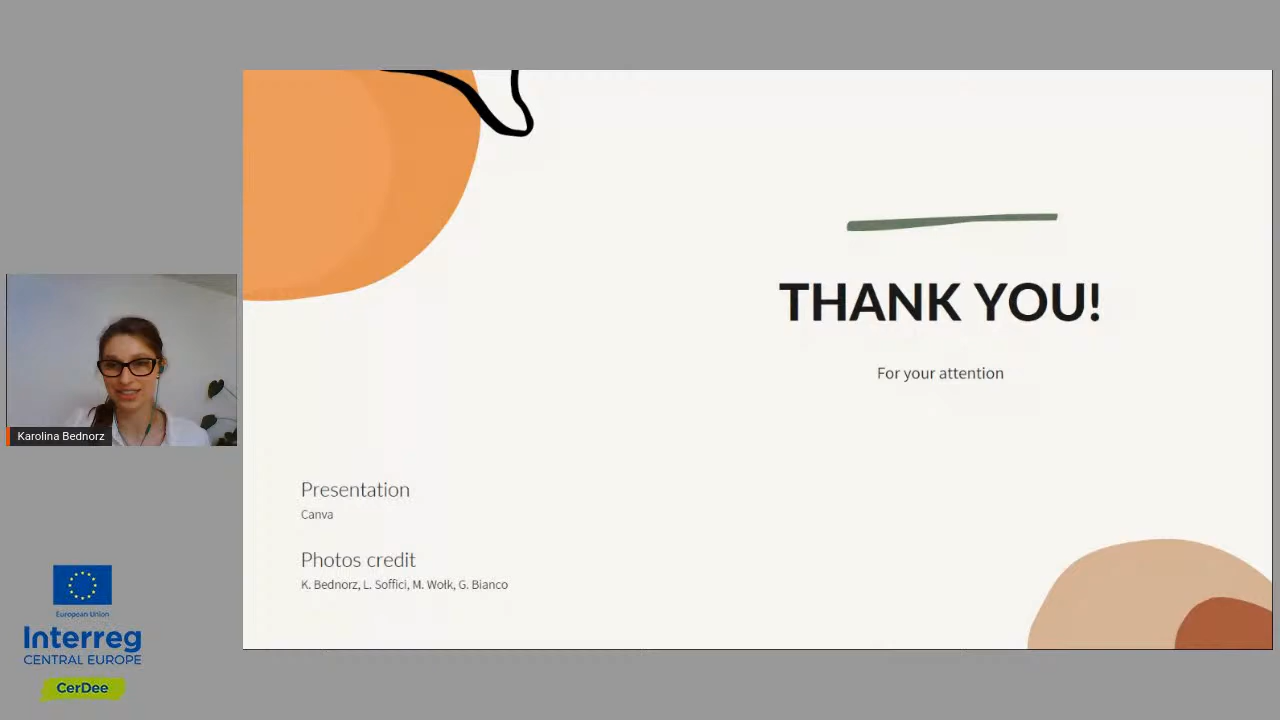 THANK YOU!
For your attention
Karolina Bednorz
Presentation
Canva
Photos credit
K. Bednorz, L. Soffici, M. Wołk, G. Bianco
European Union
Interreg
CENTRAL EUROPE
CerDee